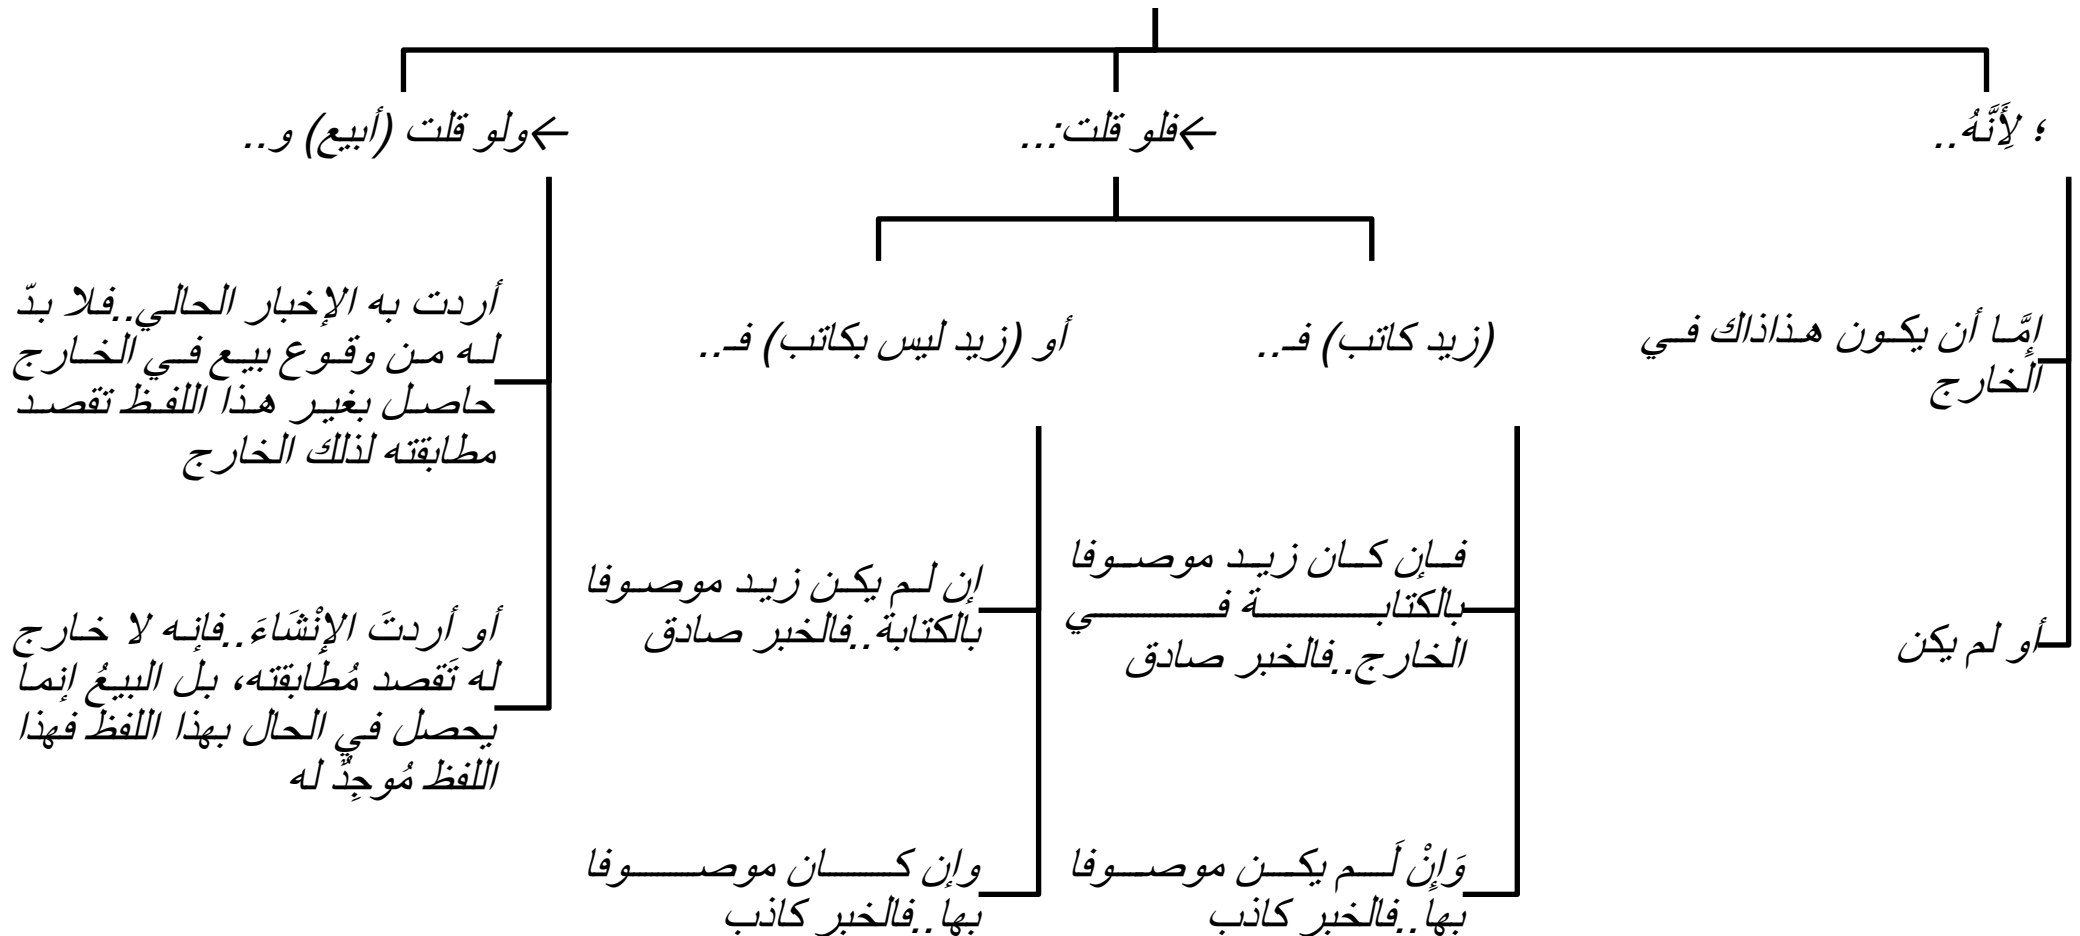 ؛ لِأَنَّهُ..
إِمَّا أن يكون هذاذاك في
الخارج
أو لم يكن
←فلو قلت:...
(زيد كاتب) فـ..
فإن كان زيد موصوفا
بالكتابة في
الخارج..فالخبر صادق
وَإِنْ لَم يكن موصوفا
بها..فالخبر كاذب
أو (زيد ليس بكاتب) فـ..
إن لم يكن زيد موصوفا
بالكتابة..فالخبر صادق
وإن كان موصوفا
بها..فالخبر كاذب
←ولو قلت (أبيع) و..
أردت به الإخبار الحالي..فلا بدّ
له من وقوع بيع في الخارج
حاصل بغير هذا اللفظ تقصد
مطابقته لذلك الخارج
أو أردتَ الإِنْشَاءَ..فإنه لا خارج
له تَقصد مُطابقته، بل البيعُ إنما
يحصل في الحال بهذا اللفظ فهذا
اللفظ مُوجِدٌ له